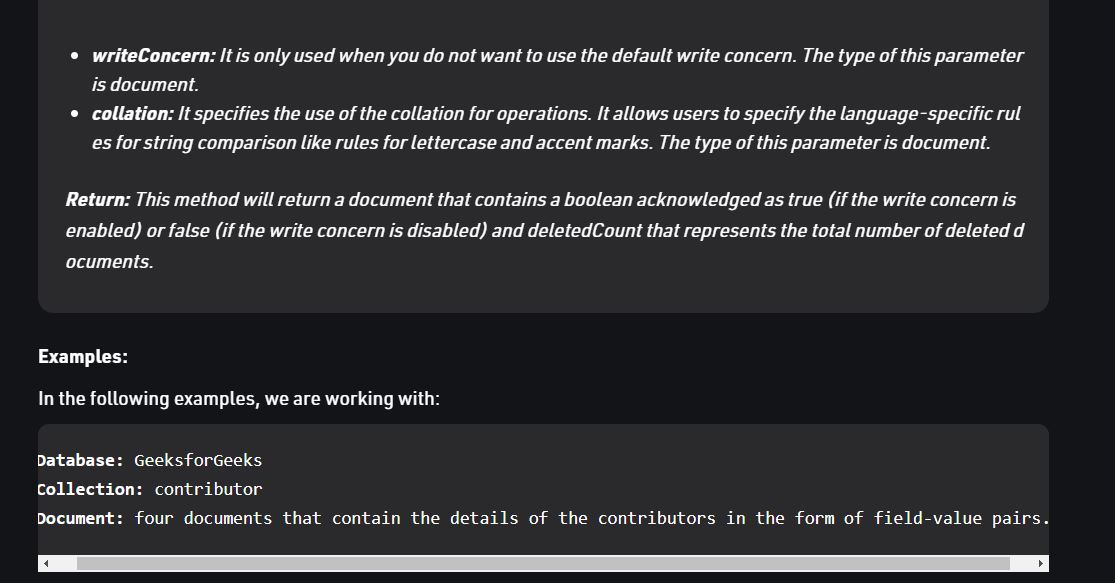 writeConcern: It is only used when you do not want to use the default write concern. The type of this parameter
is document.
collation: It specifies the use of the collation for operations. It allows users to specify the language-specific rul
es for string comparison like rules for lettercase and accent marks. The type of this parameter is document.
Return: This method will return a document that contains a boolean acknowledged as true (if the write concern is
enabled) or false (if the write concern is disabled) and deletedCount that represents the total number of deleted d
ocuments.
Examples:
In the following examples, we are working with:
Database: GeeksforGeeks
Collection: contributor
Document: four documents that contain the details of the contributors in the form of field-value pairs.